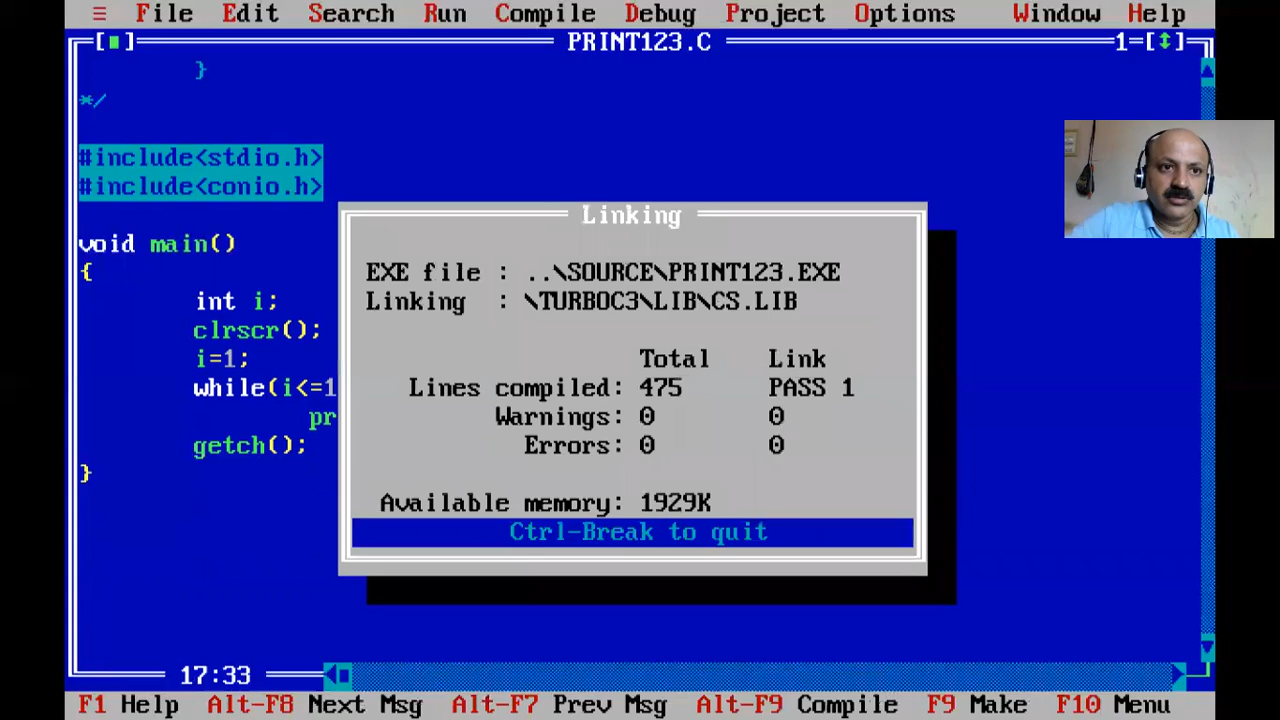 ≡ File Edit Search Run Compile Debug Project Options Window Help
[■] PRINT123.C 1=[↕]
}
*/
#include<stdio.h>
#include<conio.h>
void main()
{
int i;
clrscr();
i=1;
while(i<=1
pr
getch();
}
Linking
EXE file : ..\SOURCE\PRINT123.EXE
Linking : \TURBOC3\LIB\CS.LIB
Total Link
Lines compiled: 475 PASS 1
Warnings: 0 0
Errors: 0 0
Available memory: 1929K
Ctrl-Break to quit
17:33
F1 Help Alt-F8 Next Msg Alt-F7 Prev Msg Alt-F9 Compile F9 Make F10 Menu